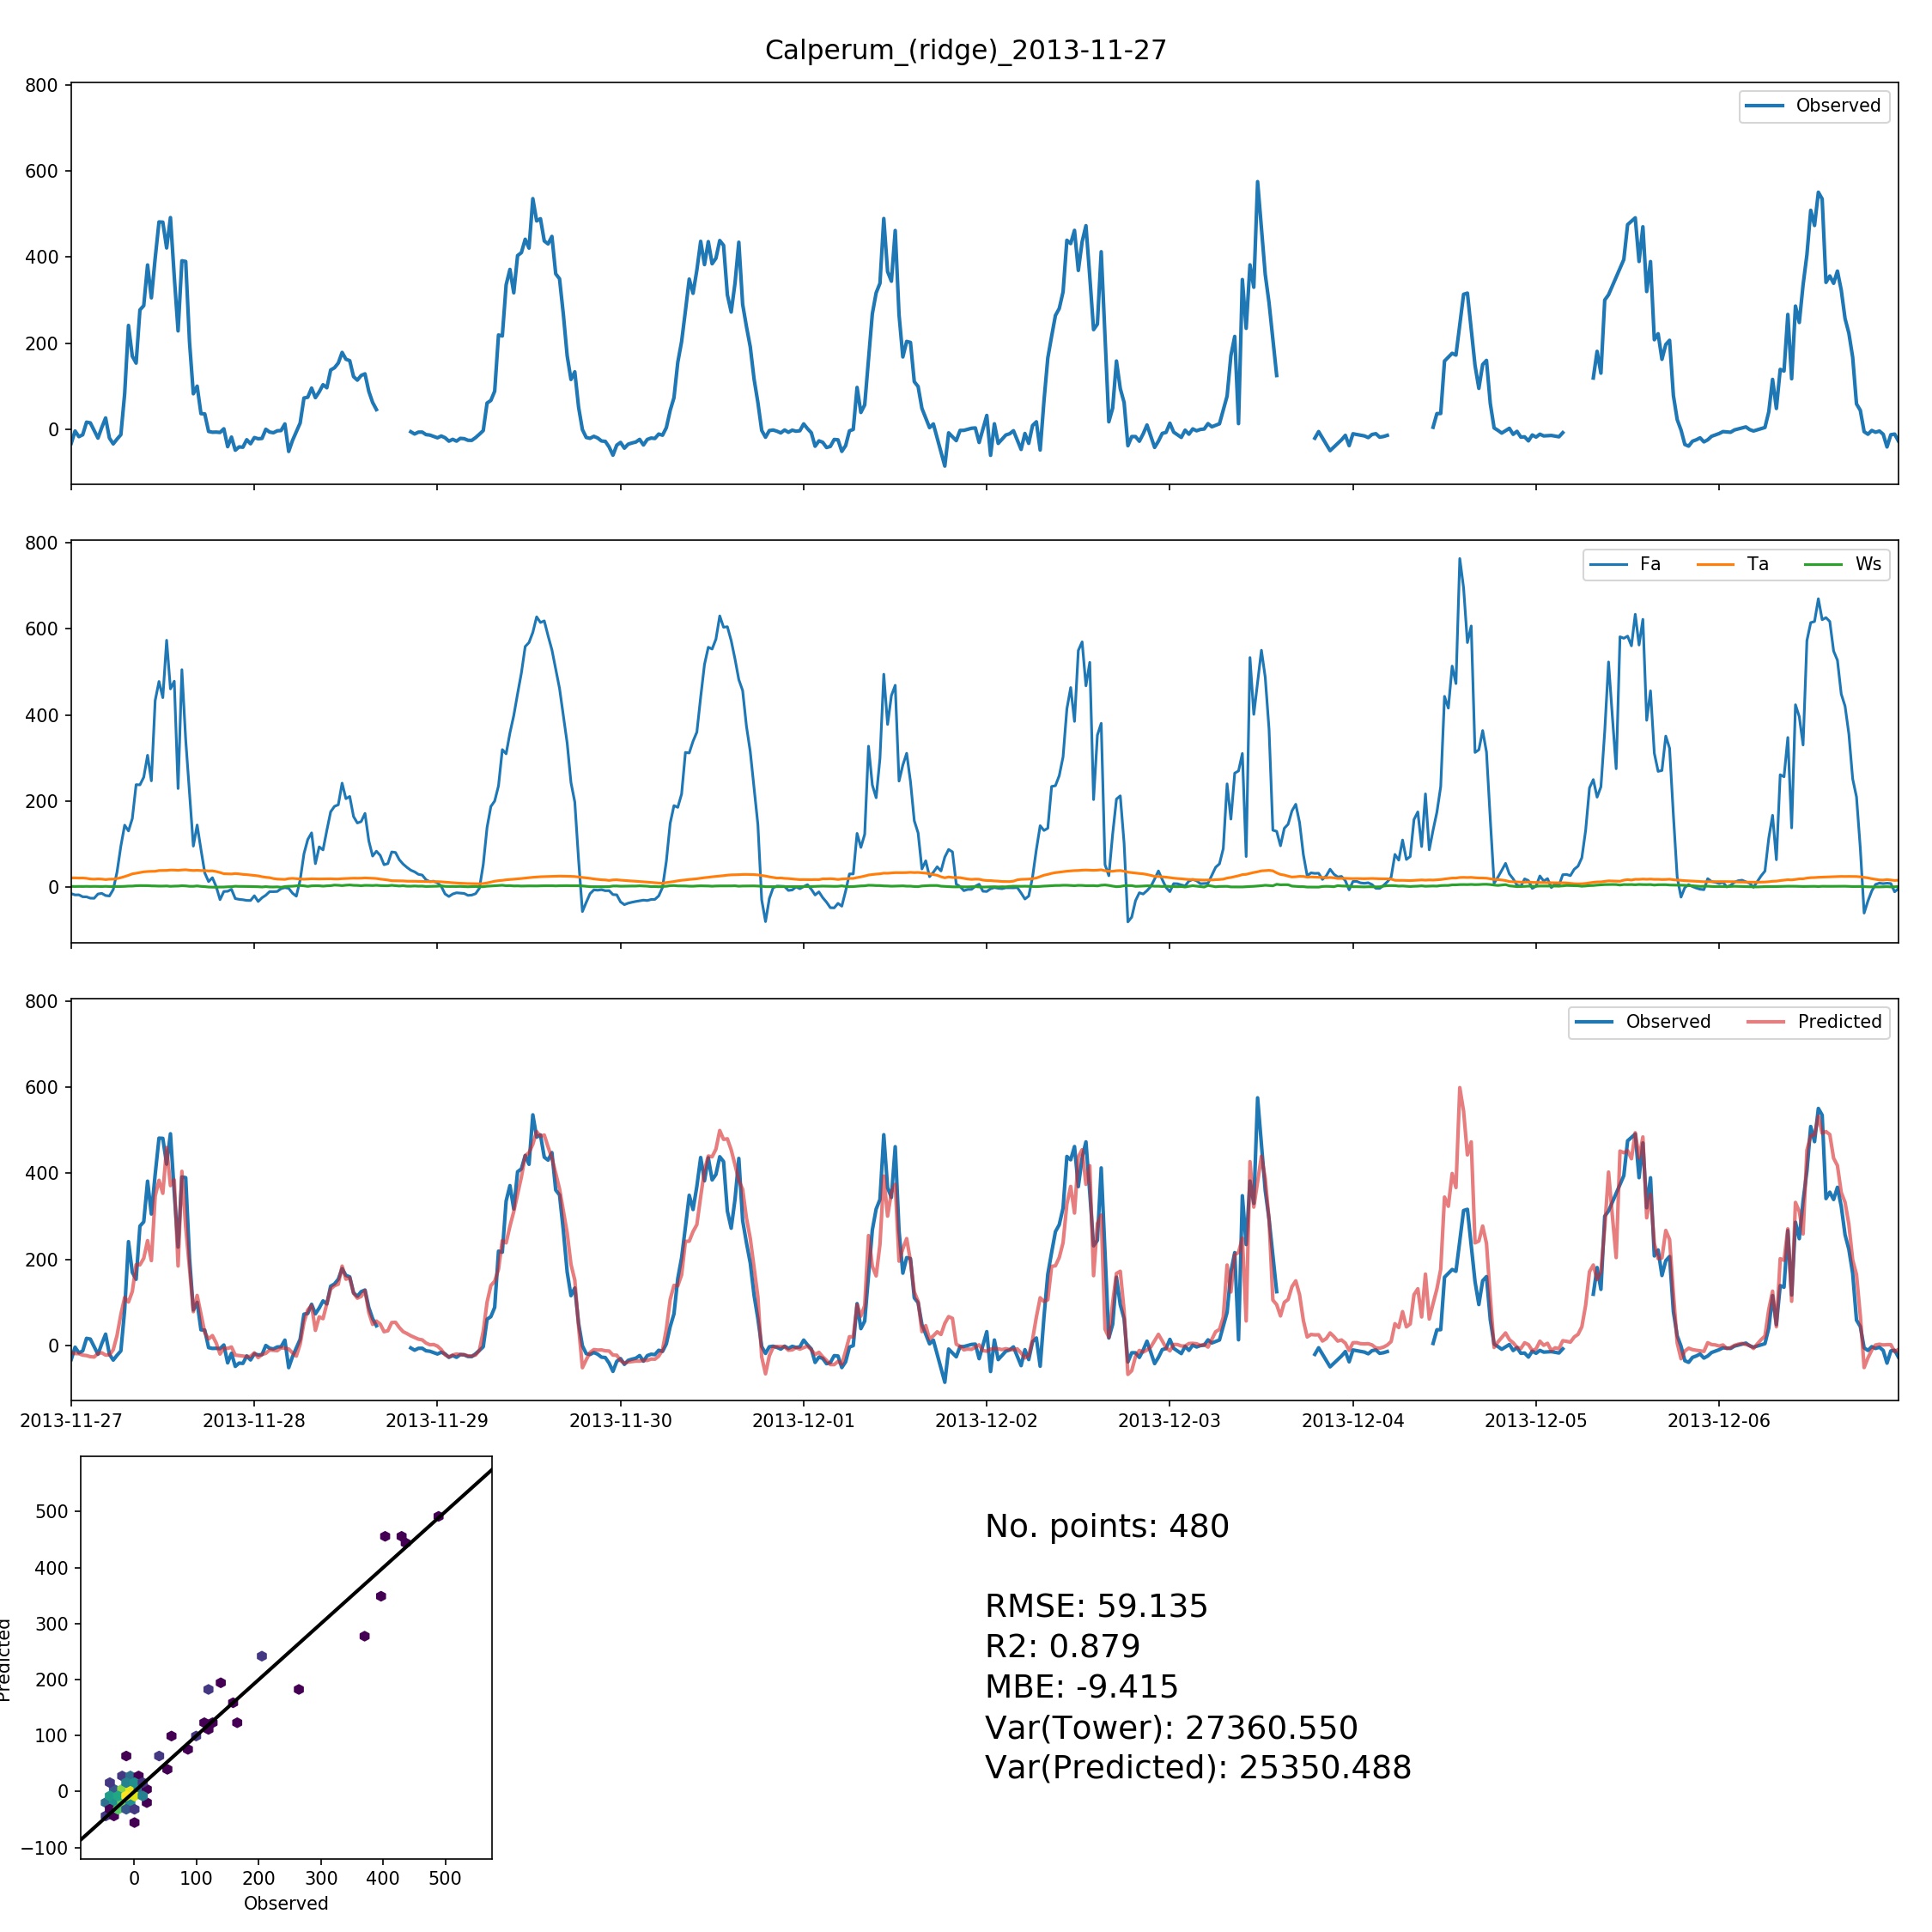 Calperum_(ridge)_2013-11-27
800
600
400
200
0
Observed
800
600
400
200
0
Fa Ta Ws
800
600
400
200
0
Observed Predicted
2013-11-27 2013-11-28 2013-11-29 2013-11-30 2013-12-01 2013-12-02 2013-12-03 2013-12-04 2013-12-05 2013-12-06
Predicted
500
400
300
200
100
0
−100
0 100 200 300 400 500
Observed
No. points: 480
RMSE: 59.135
R2: 0.879
MBE: -9.415
Var(Tower): 27360.550
Var(Predicted): 25350.488